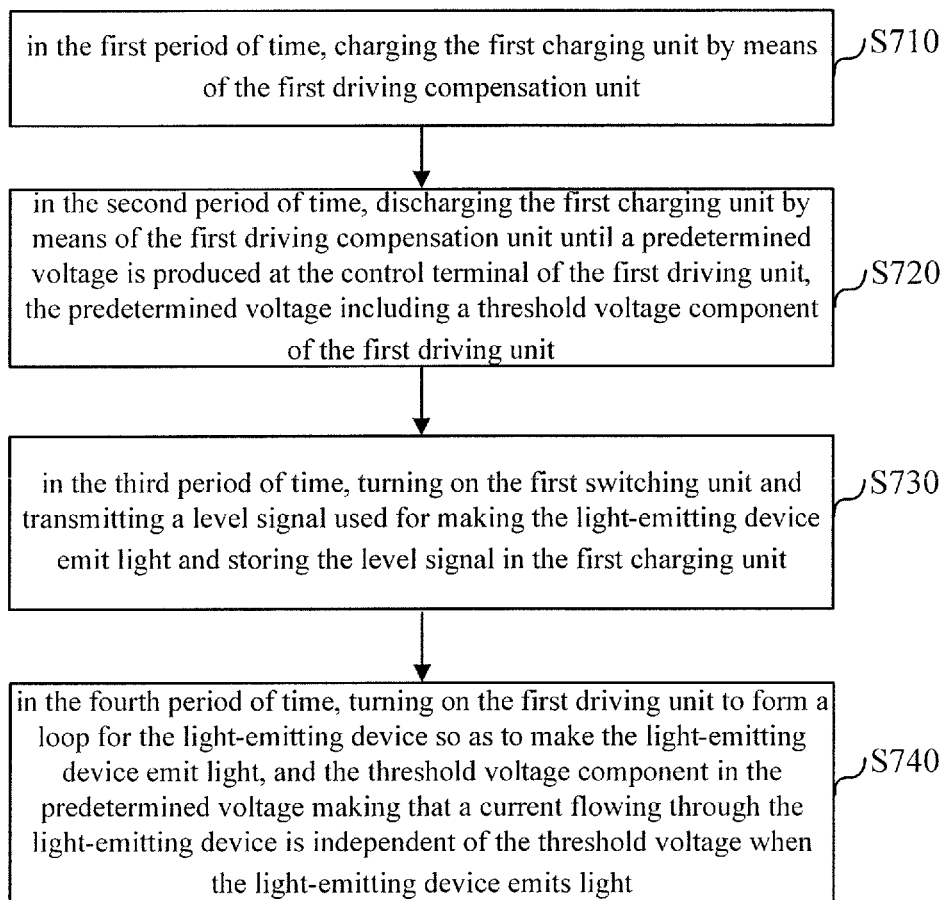 in the first period of time, charging the first charging unit by means
of the first driving compensation unit
S710
in the second period of time, discharging the first charging unit by
means of the first driving compensation unit until a predetermined
voltage is produced at the control terminal of the first driving unit,
the predetermined voltage including a threshold voltage component
of the first driving unit
S720
in the third period of time, turning on the first switching unit and
transmitting a level signal used for making the light-emitting device
emit light and storing the level signal in the first charging unit
S730
in the fourth period of time, turning on the first driving unit to form a
loop for the light-emitting device so as to make the light-emitting
device emit light, and the threshold voltage component in the
predetermined voltage making that a current flowing through the
light-emitting device is independent of the threshold voltage when
the light-emitting device emits light
S740